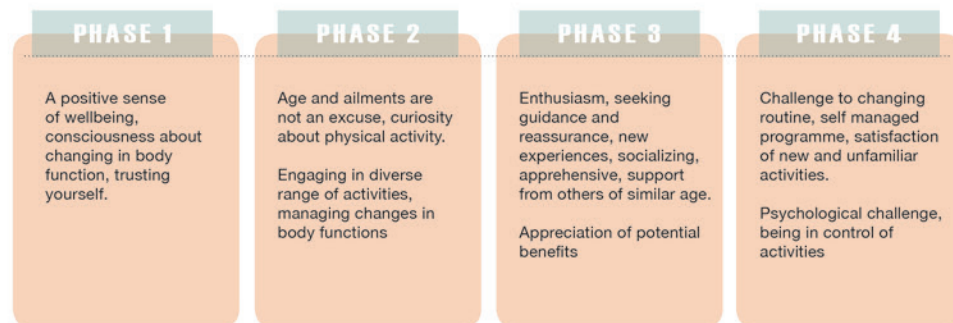 PHASE 1
A positive sense
of wellbeing,
consciousness about
changing in body
function, trusting
yourself.
PHASE 2
Age and ailments are
not an excuse, curiosity
about physical activity.
Engaging in diverse
range of activities,
managing changes in
body functions
PHASE 3
Enthusiasm, seeking
guidance and
reassurance, new
experiences, socializing,
apprehensive, support
from others of similar age.
Appreciation of potential
benefits
PHASE 4
Challenge to changing
routine, self managed
programme, satisfaction
of new and unfamiliar
activities.
Psychological challenge,
being in control of
activities